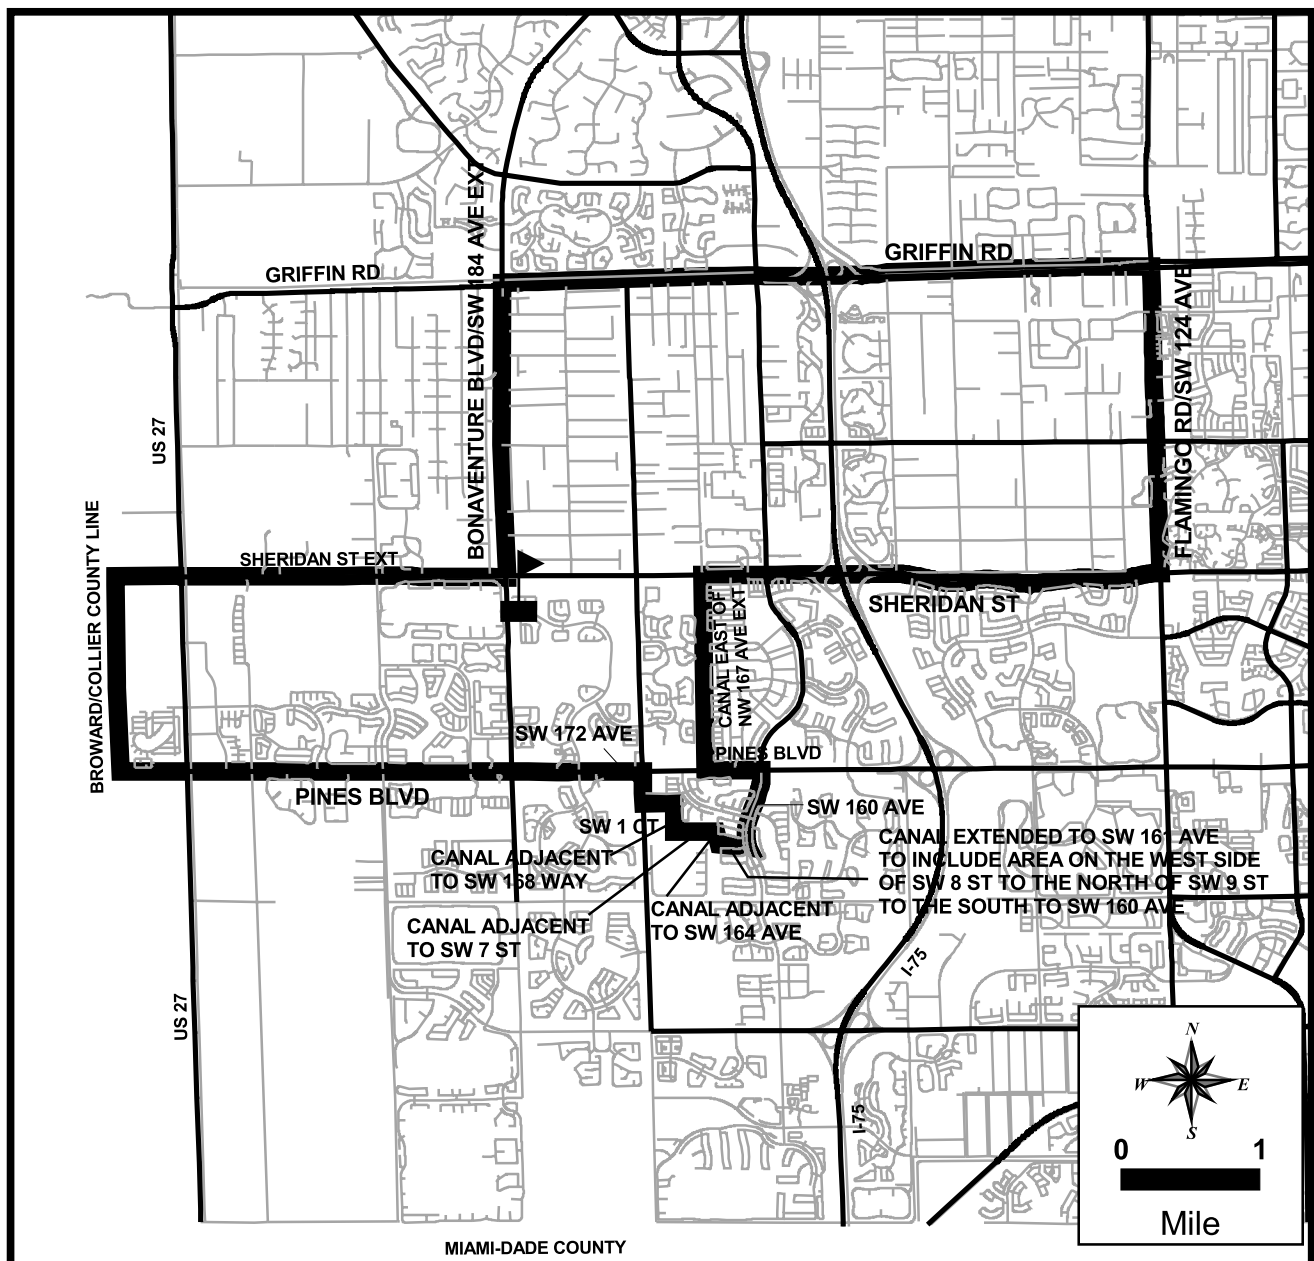 GRIFFIN RD
GRIFFIN RD
BONAVENTURE BLVD/SW 184 AVE EXT
FLAMINGO RD/SW 124 AVE
US 27
BROWARD/COLLIER COUNTY LINE
SHERIDAN ST EXT
SHERIDAN ST
CANAL EAST OF
NW 167 AVE EXT
SW 172 AVE
PINES BLVD
PINES BLVD
SW 160 AVE
SW 1 CT
CANAL ADJACENT
TO SW 168 WAY
CANAL EXTENDED TO SW 161 AVE
TO INCLUDE AREA ON THE WEST SIDE
OF SW 8 ST TO THE NORTH OF SW 9 ST
TO THE SOUTH TO SW 160 AVE
CANAL ADJACENT
TO SW 164 AVE
CANAL ADJACENT
TO SW 7 ST
I-75
US 27
I-75
N
W
E
S
0 1
Mile
MIAMI-DADE COUNTY